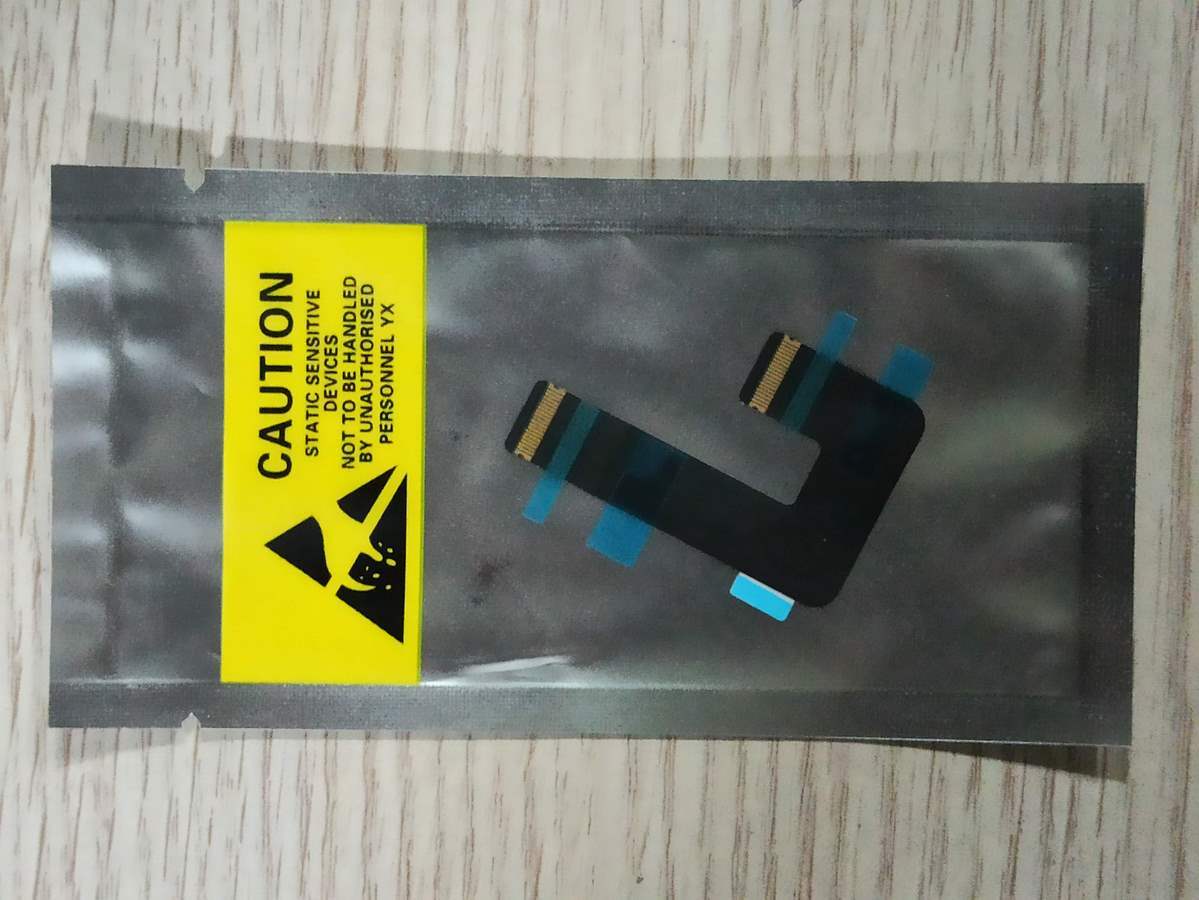 CAUTION
STATIC SENSITIVE
DEVICES
NOT TO BE HANDLED
BY UNAUTHORISED
PERSONNEL YX